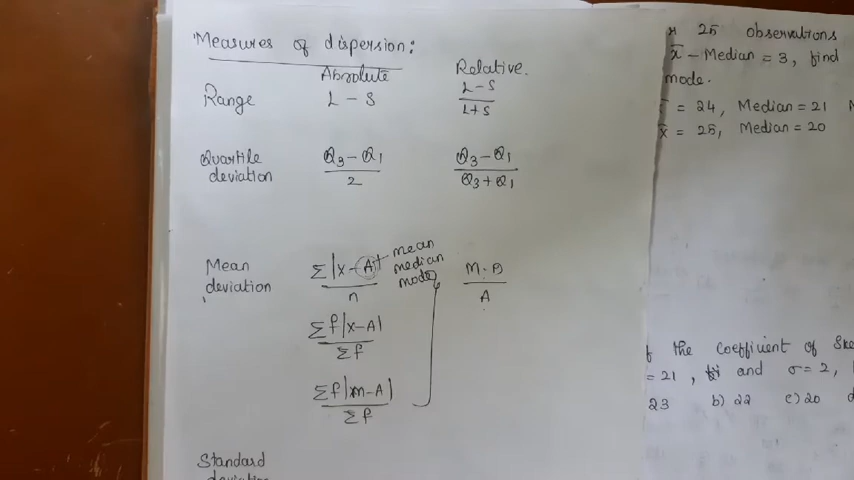 Measures of dispersion:
Absolute Relative.
Range L - S L-S/L+S
Quartile deviation Q₃-Q₁/2 Q₃-Q₁/Q₃+Q₁
Mean deviation Σ|x-A|/n M.D/A
mean
median
mode
Σf|x-A|/Σf
Σf|m-A|/Σf
Standard
deviation
25 observations
x̄ - Median = 3, find
mode.
= 24, Median = 21
x̄ = 25, Median = 20
the coefficient of Ske
=21, and σ=2,
23 b) 22 c) 20